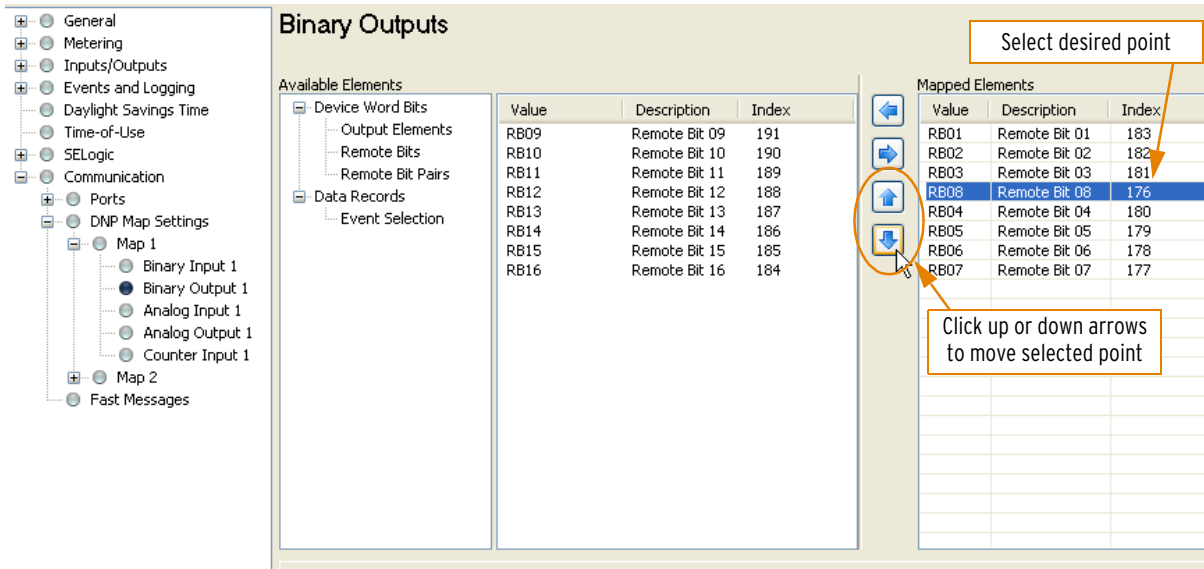 General
Metering
Inputs/Outputs
Events and Logging
Daylight Savings Time
Time-of-Use
SELogic
Communication
Ports
DNP Map Settings
Map 1
Binary Input 1
Binary Output 1
Analog Input 1
Analog Output 1
Counter Input 1
Map 2
Fast Messages
Binary Outputs
Select desired point
Available Elements
Device Word Bits
Output Elements
Remote Bits
Remote Bit Pairs
Data Records
Event Selection
Value Description Index
RB09 Remote Bit 09 191
RB10 Remote Bit 10 190
RB11 Remote Bit 11 189
RB12 Remote Bit 12 188
RB13 Remote Bit 13 187
RB14 Remote Bit 14 186
RB15 Remote Bit 15 185
RB16 Remote Bit 16 184
Mapped Elements
Value Description Index
RB01 Remote Bit 01 183
RB02 Remote Bit 02 182
RB03 Remote Bit 03 181
RB08 Remote Bit 08 176
RB04 Remote Bit 04 180
RB05 Remote Bit 05 179
RB06 Remote Bit 06 178
RB07 Remote Bit 07 177
Click up or down arrows
to move selected point